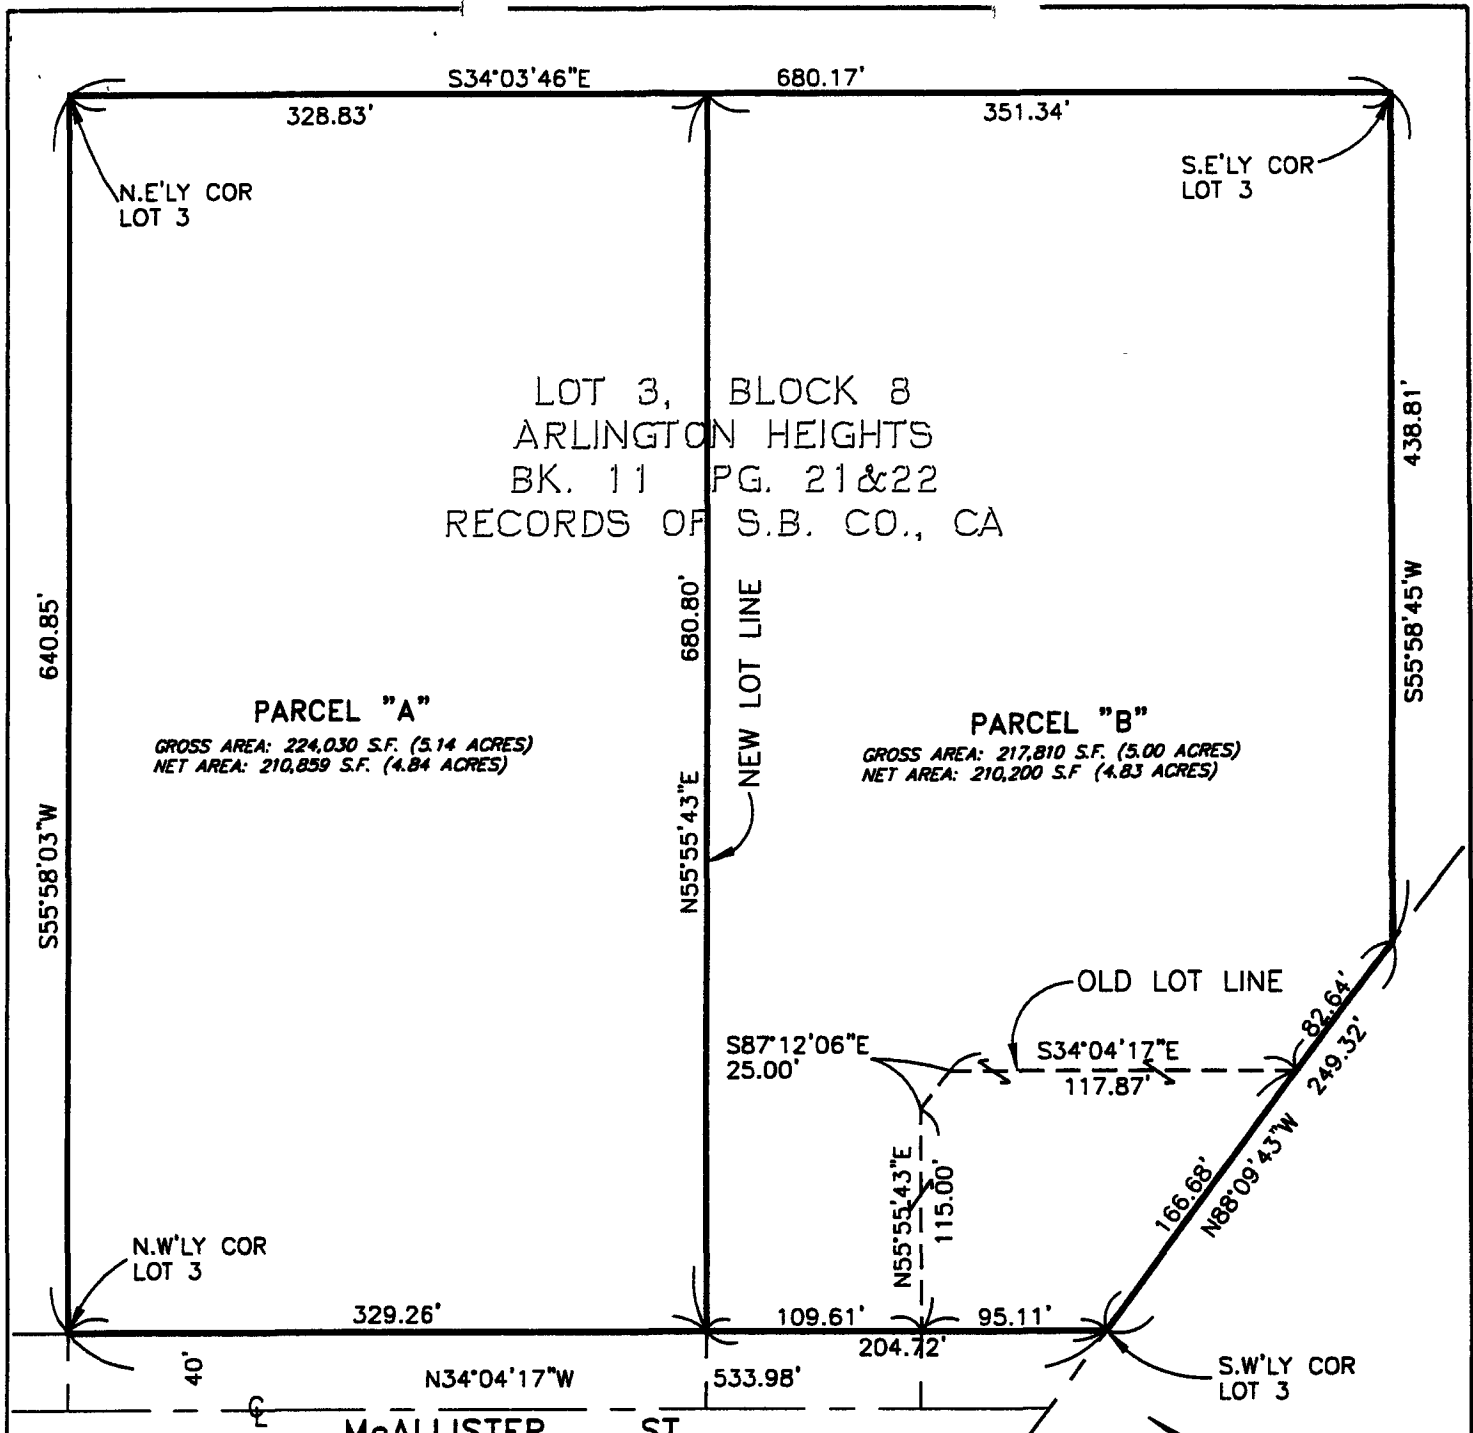 S34°03'46"E 680.17'
328.83' 351.34'
N.E'LY COR
LOT 3
S.E'LY COR
LOT 3
LOT 3, BLOCK 8
ARLINGTON HEIGHTS
BK. 11 PG. 21&22
RECORDS OF S.B. CO., CA
438.81'
S55°58'45"W
640.85'
S55°58'03"W
680.80'
N55°55'43"E
NEW LOT LINE
PARCEL "A"
GROSS AREA: 224,030 S.F. (5.14 ACRES)
NET AREA: 210,859 S.F. (4.84 ACRES)
PARCEL "B"
GROSS AREA: 217,810 S.F. (5.00 ACRES)
NET AREA: 210,200 S.F (4.83 ACRES)
OLD LOT LINE
S87°12'06"E
25.00'
S34°04'17"E
117.87'
82.64'
249.32'
166.68'
N88°09'43"W
N55°55'43"E
115.00'
N.W'LY COR
LOT 3
329.26' 109.61' 95.11'
204.72'
S.W'LY COR
LOT 3
40'
N34°04'17"W 533.98'
McALLISTER ST